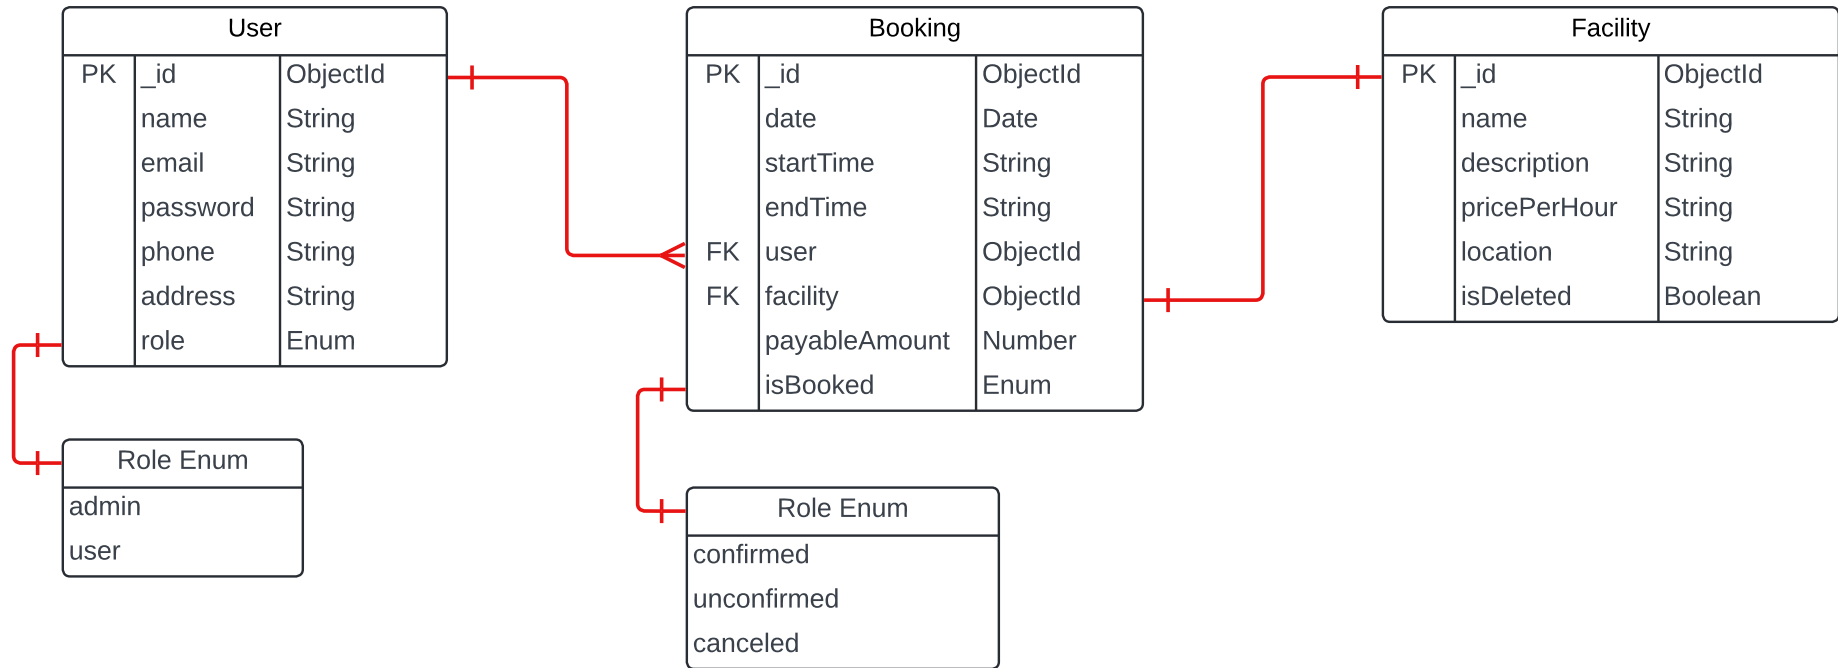 User
PK _id ObjectId
name String
email String
password String
phone String
address String
role Enum
Role Enum
admin
user
Booking
PK _id ObjectId
date Date
startTime String
endTime String
FK user ObjectId
FK facility ObjectId
payableAmount Number
isBooked Enum
Role Enum
confirmed
unconfirmed
canceled
Facility
PK _id ObjectId
name String
description String
pricePerHour String
location String
isDeleted Boolean